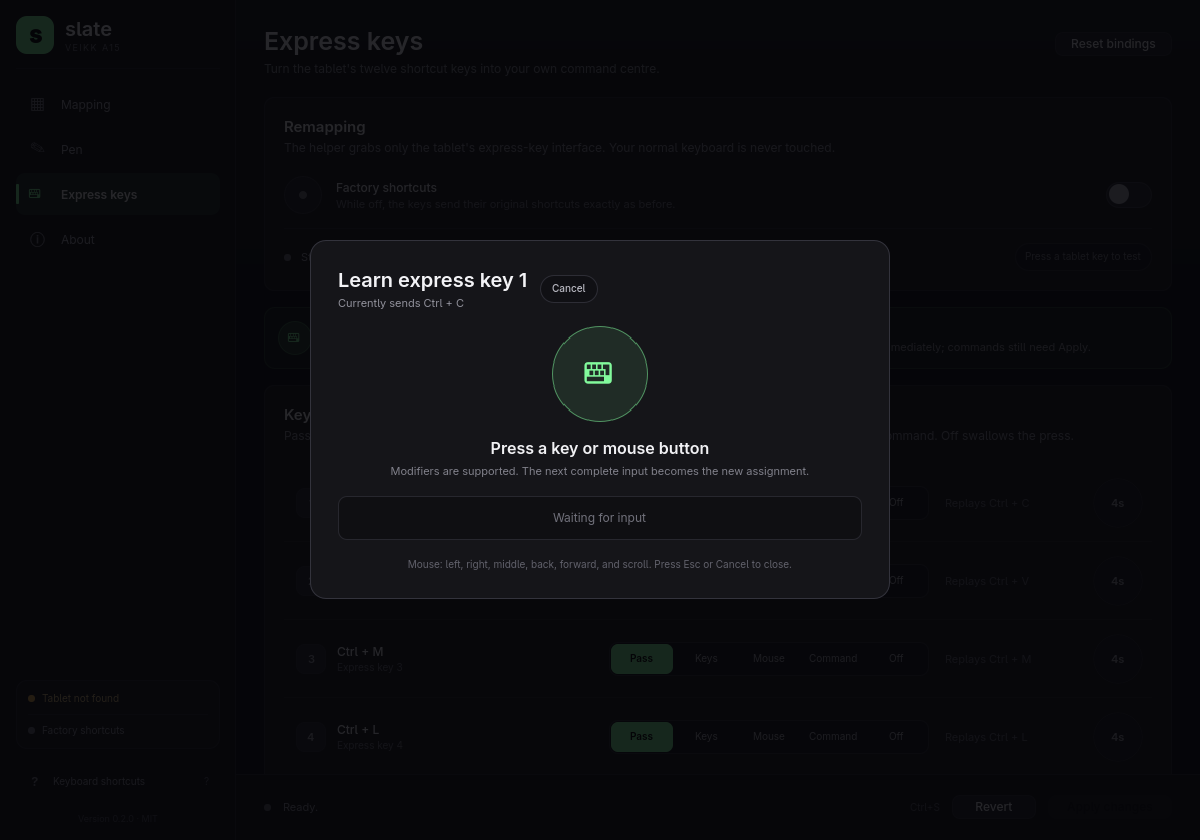 s
slate
VEIKK A15
Mapping
Pen
Express keys
About
Tablet not found
Factory shortcuts
? Keyboard shortcuts
Express keys
Turn the tablet's twelve shortcut keys into your own command centre.
Reset bindings
Remapping
The helper grabs only the tablet's express-key interface. Your normal keyboard is never touched.
Factory shortcuts
While off, the keys send their original shortcuts exactly as before.
Press a tablet key to test
Learn express key 1
Cancel
Currently sends Ctrl + C
Press a key or mouse button
Modifiers are supported. The next complete input becomes the new assignment.
Waiting for input
Mouse: left, right, middle, back, forward, and scroll. Press Esc or Cancel to close.
mediately; commands still need Apply.
Key
Pass
mmand. Off swallows the press.
Off Replays Ctrl + C 4s
Off Replays Ctrl + V 4s
3 Ctrl + M
Express key 3
Pass Keys Mouse Command Off Replays Ctrl + M 4s
4 Ctrl + L
Express key 4
Pass Keys Mouse Command Off Replays Ctrl + L 4s
Ready.
Ctrl+S Revert